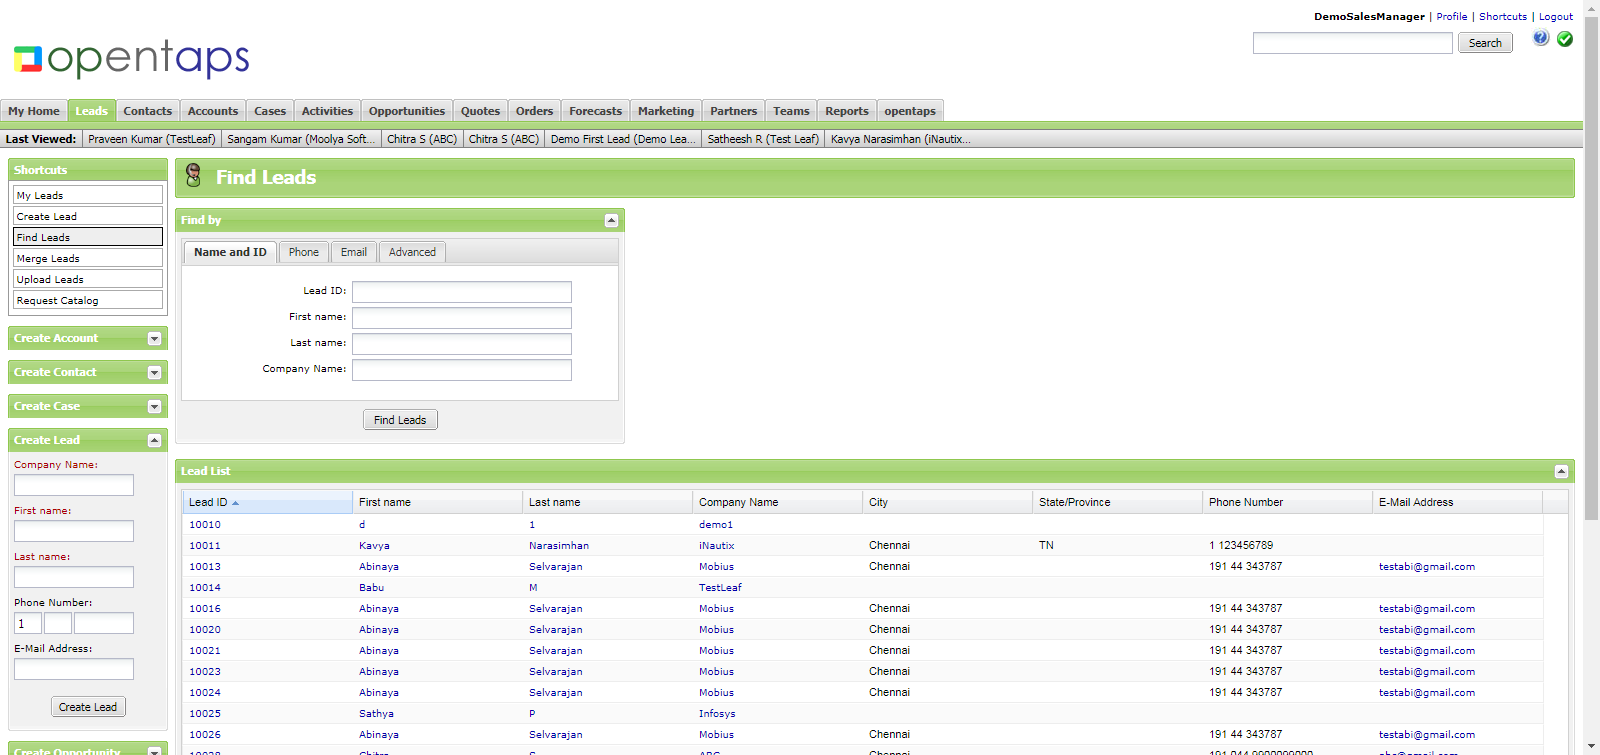 DemoSalesManager | Profile | Shortcuts | Logout
Search
opentaps
My Home Leads Contacts Accounts Cases Activities Opportunities Quotes Orders Forecasts Marketing Partners Teams Reports opentaps
Last Viewed: Praveen Kumar (TestLeaf) Sangam Kumar (Moolya Soft... Chitra S (ABC) Chitra S (ABC) Demo First Lead (Demo Lea... Satheesh R (Test Leaf) Kavya Narasimhan (iNautix...
Shortcuts
My Leads
Create Lead
Find Leads
Merge Leads
Upload Leads
Request Catalog
Create Account
Create Contact
Create Case
Create Lead
Company Name:
First name:
Last name:
Phone Number:
1
E-Mail Address:
Create Lead
Create Opportunity
Find Leads
Find by
Name and ID Phone Email Advanced
Lead ID:
First name:
Last name:
Company Name:
Find Leads
Lead List
Lead ID First name Last name Company Name City State/Province Phone Number E-Mail Address
10010 d 1 demo1
10011 Kavya Narasimhan iNautix Chennai TN 1 123456789
10013 Abinaya Selvarajan Mobius Chennai 191 44 343787 testabi@gmail.com
10014 Babu M TestLeaf
10016 Abinaya Selvarajan Mobius Chennai 191 44 343787 testabi@gmail.com
10020 Abinaya Selvarajan Mobius Chennai 191 44 343787 testabi@gmail.com
10021 Abinaya Selvarajan Mobius Chennai 191 44 343787 testabi@gmail.com
10023 Abinaya Selvarajan Mobius Chennai 191 44 343787 testabi@gmail.com
10024 Abinaya Selvarajan Mobius Chennai 191 44 343787 testabi@gmail.com
10025 Sathya P Infosys
10026 Abinaya Selvarajan Mobius Chennai 191 44 343787 testabi@gmail.com
Chitra S ABC Chennai